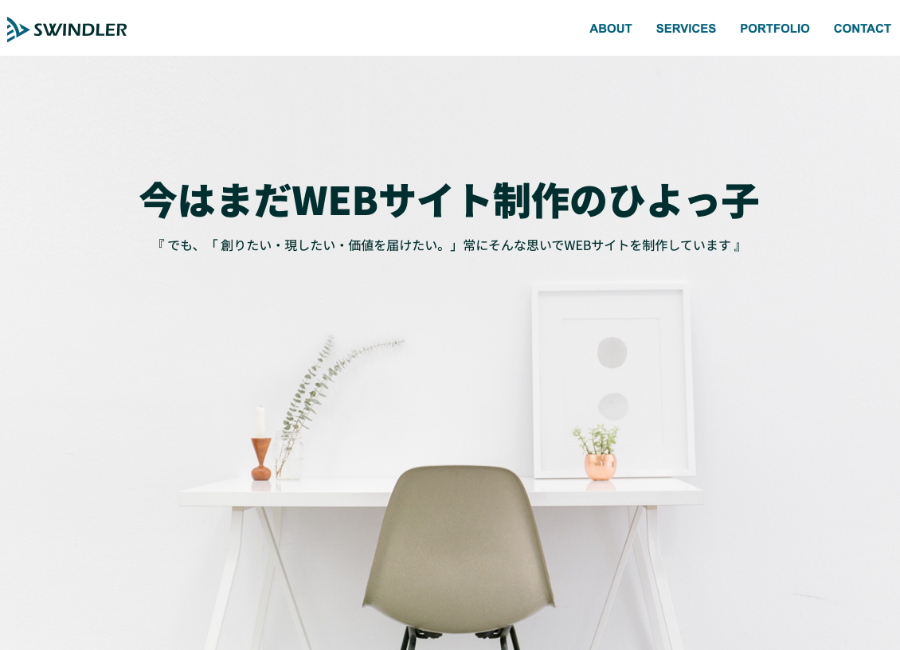 SWINDLER
ABOUT SERVICES PORTFOLIO CONTACT
今はまだWEBサイト制作のひよっ子
『 でも、「 創りたい・現したい・価値を届けたい。」常にそんな思いでWEBサイトを制作しています 』